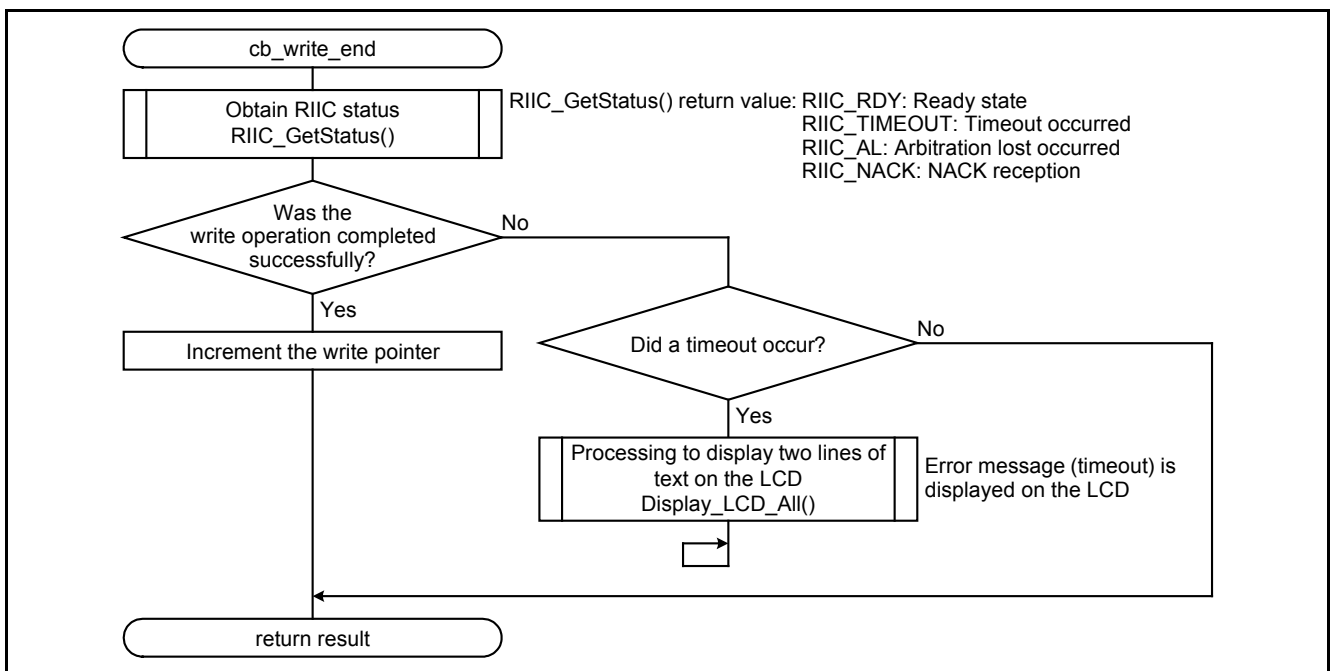 cb_write_end
Obtain RIIC status
RIIC_GetStatus()
RIIC_GetStatus() return value: RIIC_RDY: Ready state
RIIC_TIMEOUT: Timeout occurred
RIIC_AL: Arbitration lost occurred
RIIC_NACK: NACK reception
Was the
write operation completed
successfully?
No
Yes
Increment the write pointer
Did a timeout occur?
No
Yes
Processing to display two lines of
text on the LCD
Display_LCD_All()
Error message (timeout) is
displayed on the LCD
return result